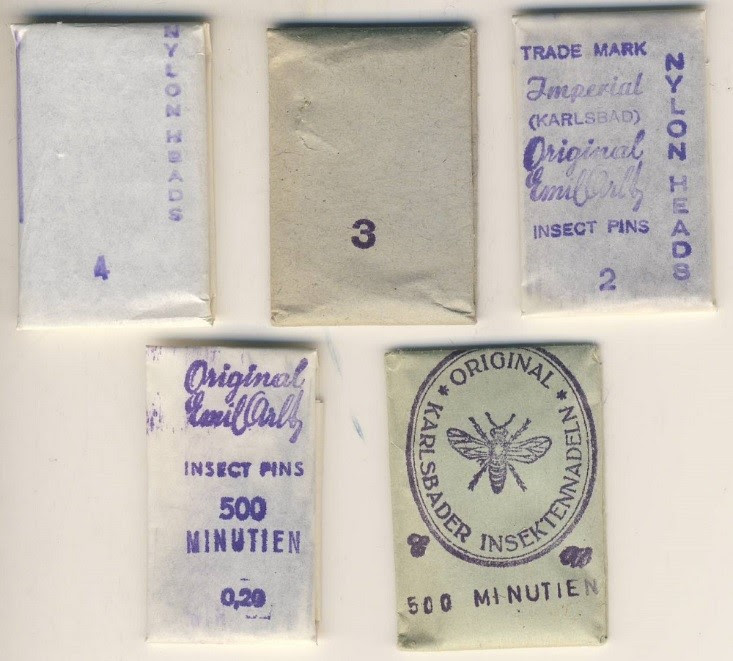 NYLON HEADS
4
3
TRADE MARK
Imperial
(KARLSBAD)
Original
Emil Arlt
INSECT PINS
2
NYLON HEADS
Original
Emil Arlt
INSECT PINS
500
MINUTIEN
0,20
* ORIGINAL *
KARLSBADER INSEKTENNADELN
500 MINUTIEN